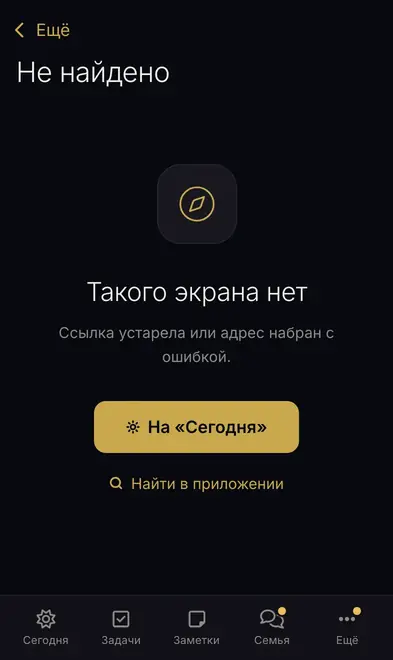 Ещё
Не найдено
Такого экрана нет
Ссылка устарела или адрес набран с
ошибкой.
На «Сегодня»
Найти в приложении
Сегодня
Задачи
Заметки
Семья
Ещё